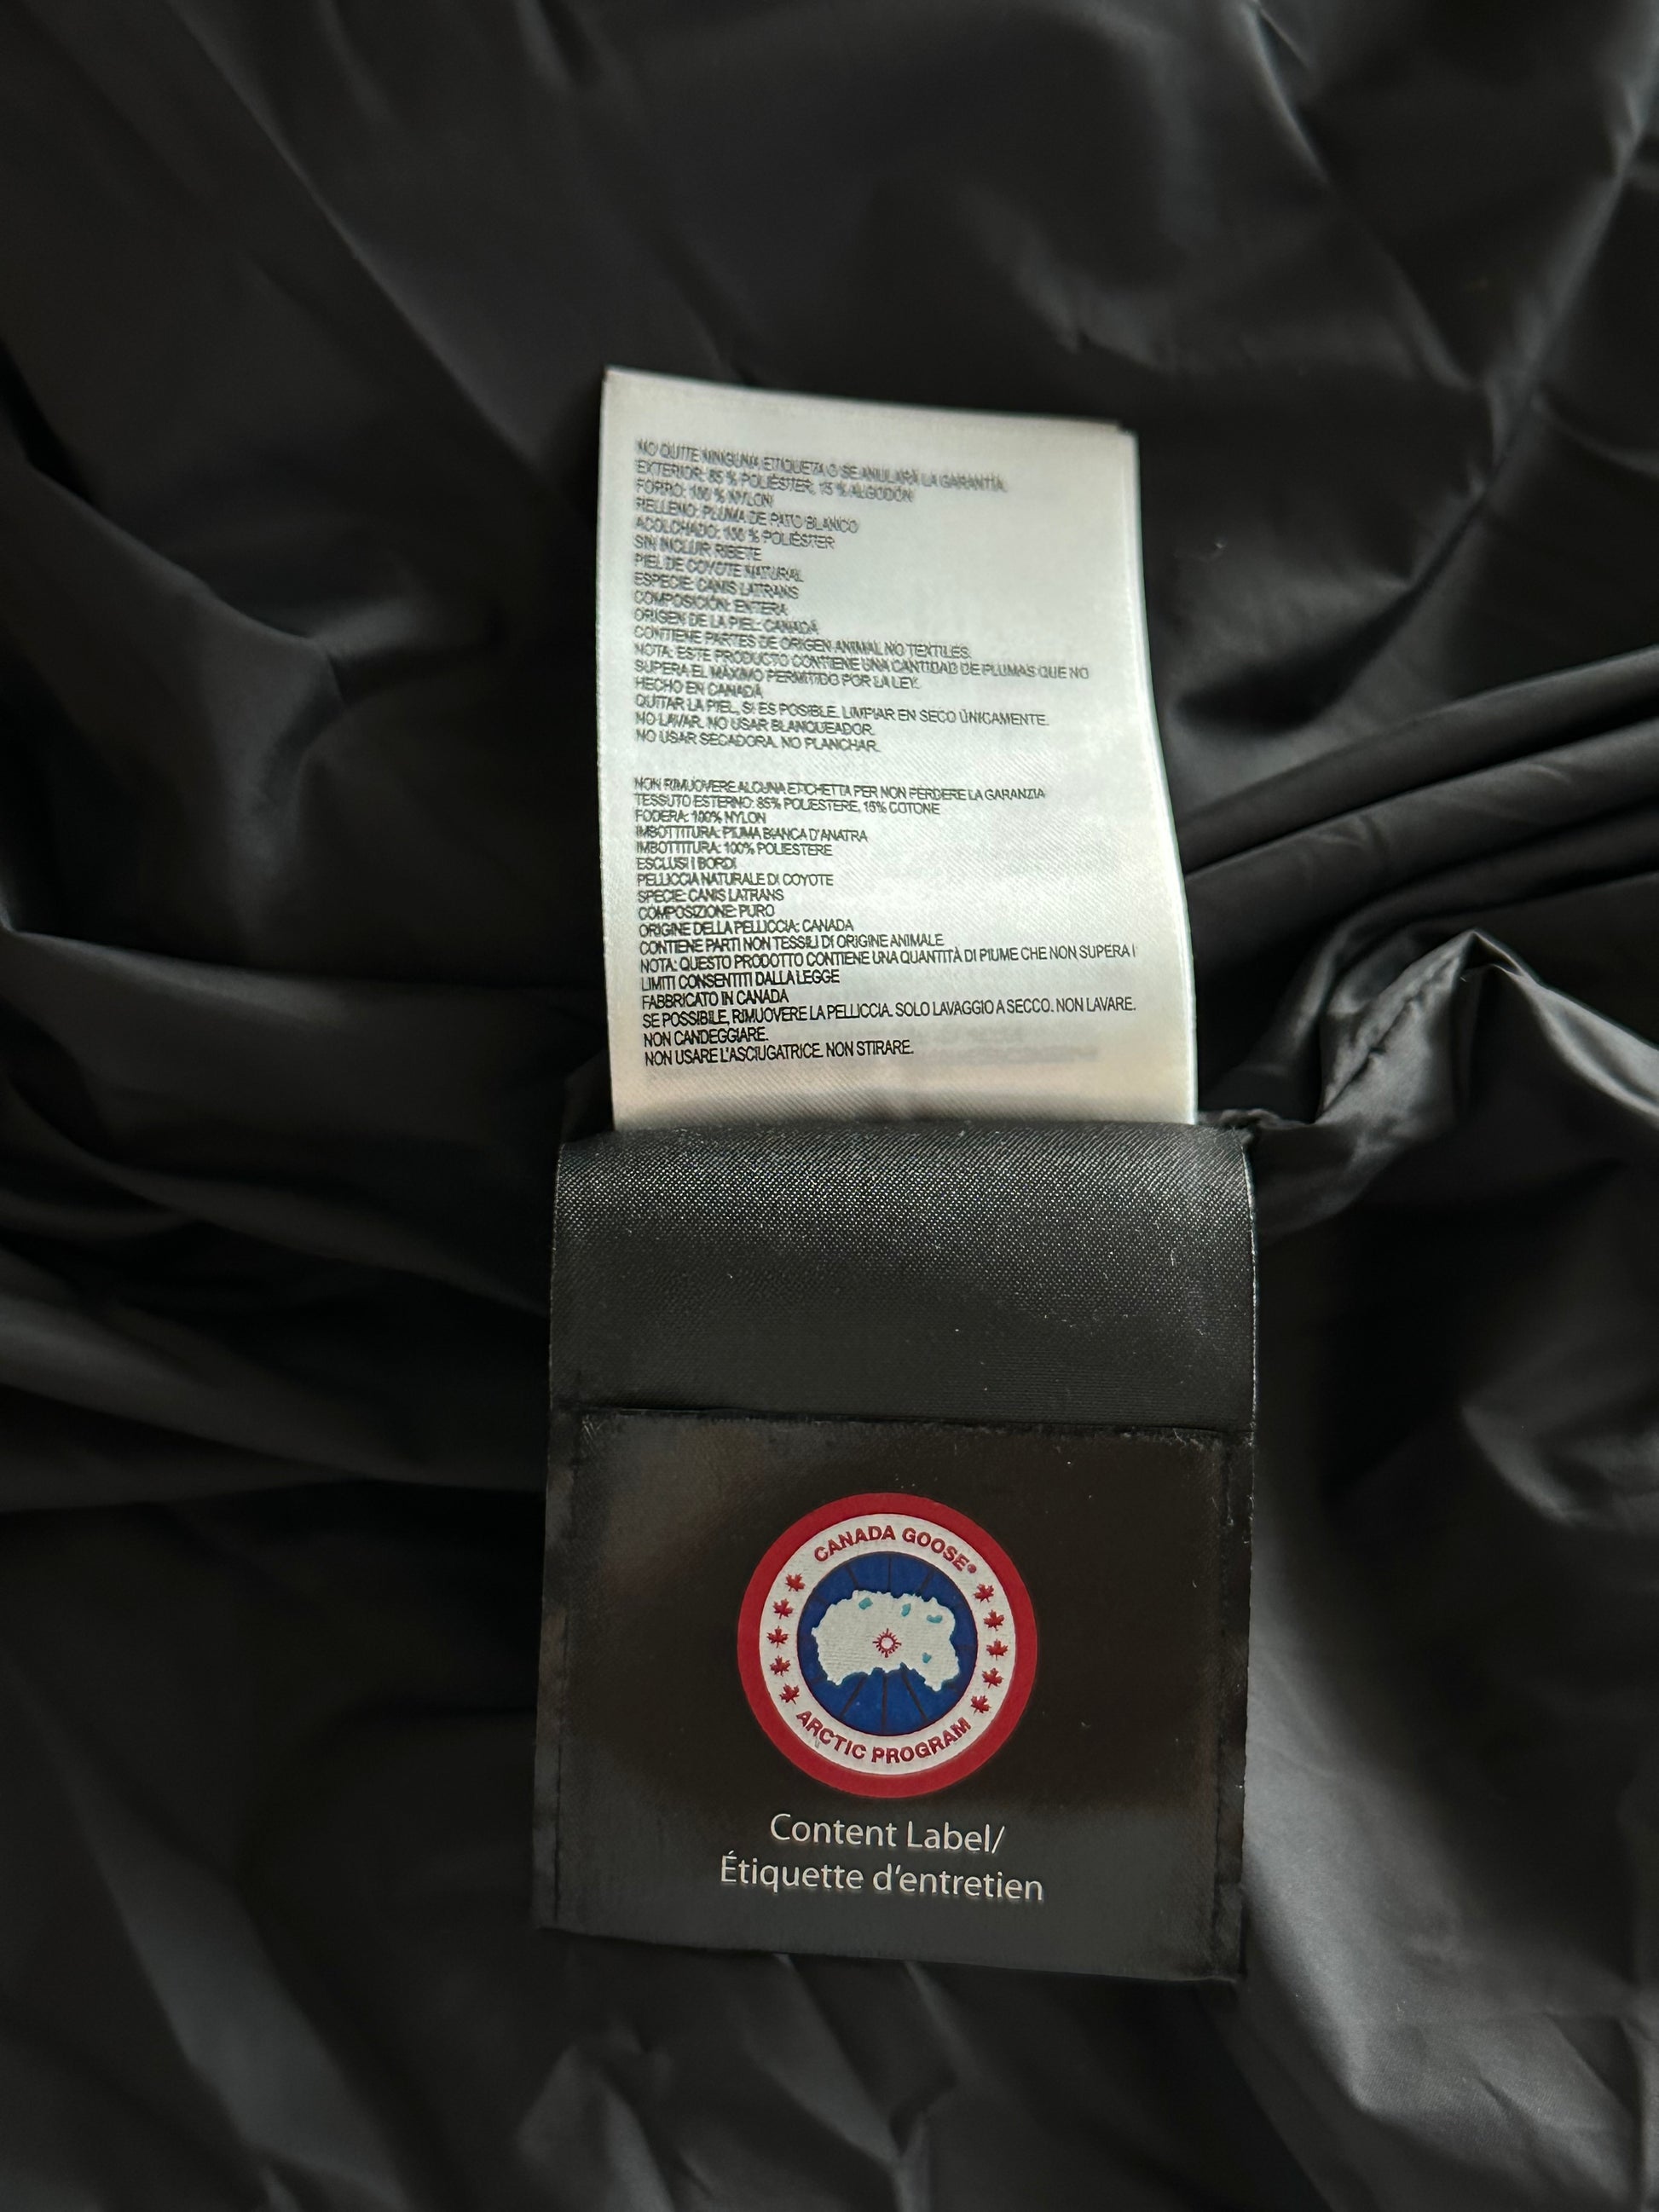 NO QUITE NINGUNA ETIQUETA O SE ANULARÁ LA GARANTÍA.
EXTERIOR: 85 % POLIÉSTER, 15 % ALGODÓN
FORRO: 100 % NYLON
RELLENO: PLUMA DE PATO BLANCO
ACOLCHADO: 100 % POLIÉSTER
SIN INCLUIR RIBETE
PIEL DE COYOTE NATURAL
ESPECIE: CANIS LATRANS
COMPOSICIÓN: ENTERA
ORIGEN DE LA PIEL: CANADÁ
CONTIENE PARTES DE ORIGEN ANIMAL NO TEXTILES.
NOTA: ESTE PRODUCTO CONTIENE UNA CANTIDAD DE PLUMAS QUE NO
SUPERA EL MÁXIMO PERMITIDO POR LA LEY.
HECHO EN CANADÁ
QUITAR LA PIEL, SI ES POSIBLE. LIMPIAR EN SECO ÚNICAMENTE.
NO LAVAR. NO USAR BLANQUEADOR.
NO USAR SECADORA. NO PLANCHAR.
NON RIMUOVERE ALCUNA ETICHETTA PER NON PERDERE LA GARANZIA
TESSUTO ESTERNO: 85% POLIESTERE, 15% COTONE
FODERA: 100% NYLON
IMBOTTITURA: PIUMA BIANCA D'ANATRA
IMBOTTITURA: 100% POLIESTERE
ESCLUSI I BORDI
PELLICCIA NATURALE DI COYOTE
SPECIE: CANIS LATRANS
COMPOSIZIONE: PURO
ORIGINE DELLA PELLICCIA: CANADA
CONTIENE PARTI NON TESSILI DI ORIGINE ANIMALE
NOTA: QUESTO PRODOTTO CONTIENE UNA QUANTITÀ DI PIUME CHE NON SUPERA I
LIMITI CONSENTITI DALLA LEGGE
FABBRICATO IN CANADA
SE POSSIBILE, RIMUOVERE LA PELLICCIA. SOLO LAVAGGIO A SECCO. NON LAVARE.
NON CANDEGGIARE.
NON USARE L'ASCIUGATRICE. NON STIRARE.
CANADA GOOSE®
ARCTIC PROGRAM
Content Label/
Étiquette d'entretien